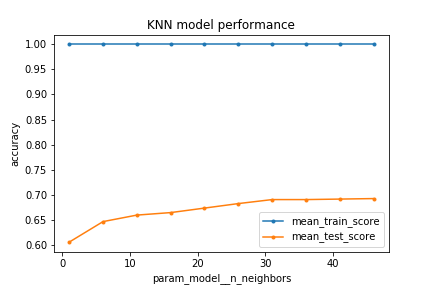 KNN model performance
1.00
0.95
0.90
0.85
0.80
0.75
0.70
0.65
0.60
accuracy
mean_train_score
mean_test_score
0 10 20 30 40
param_model__n_neighbors